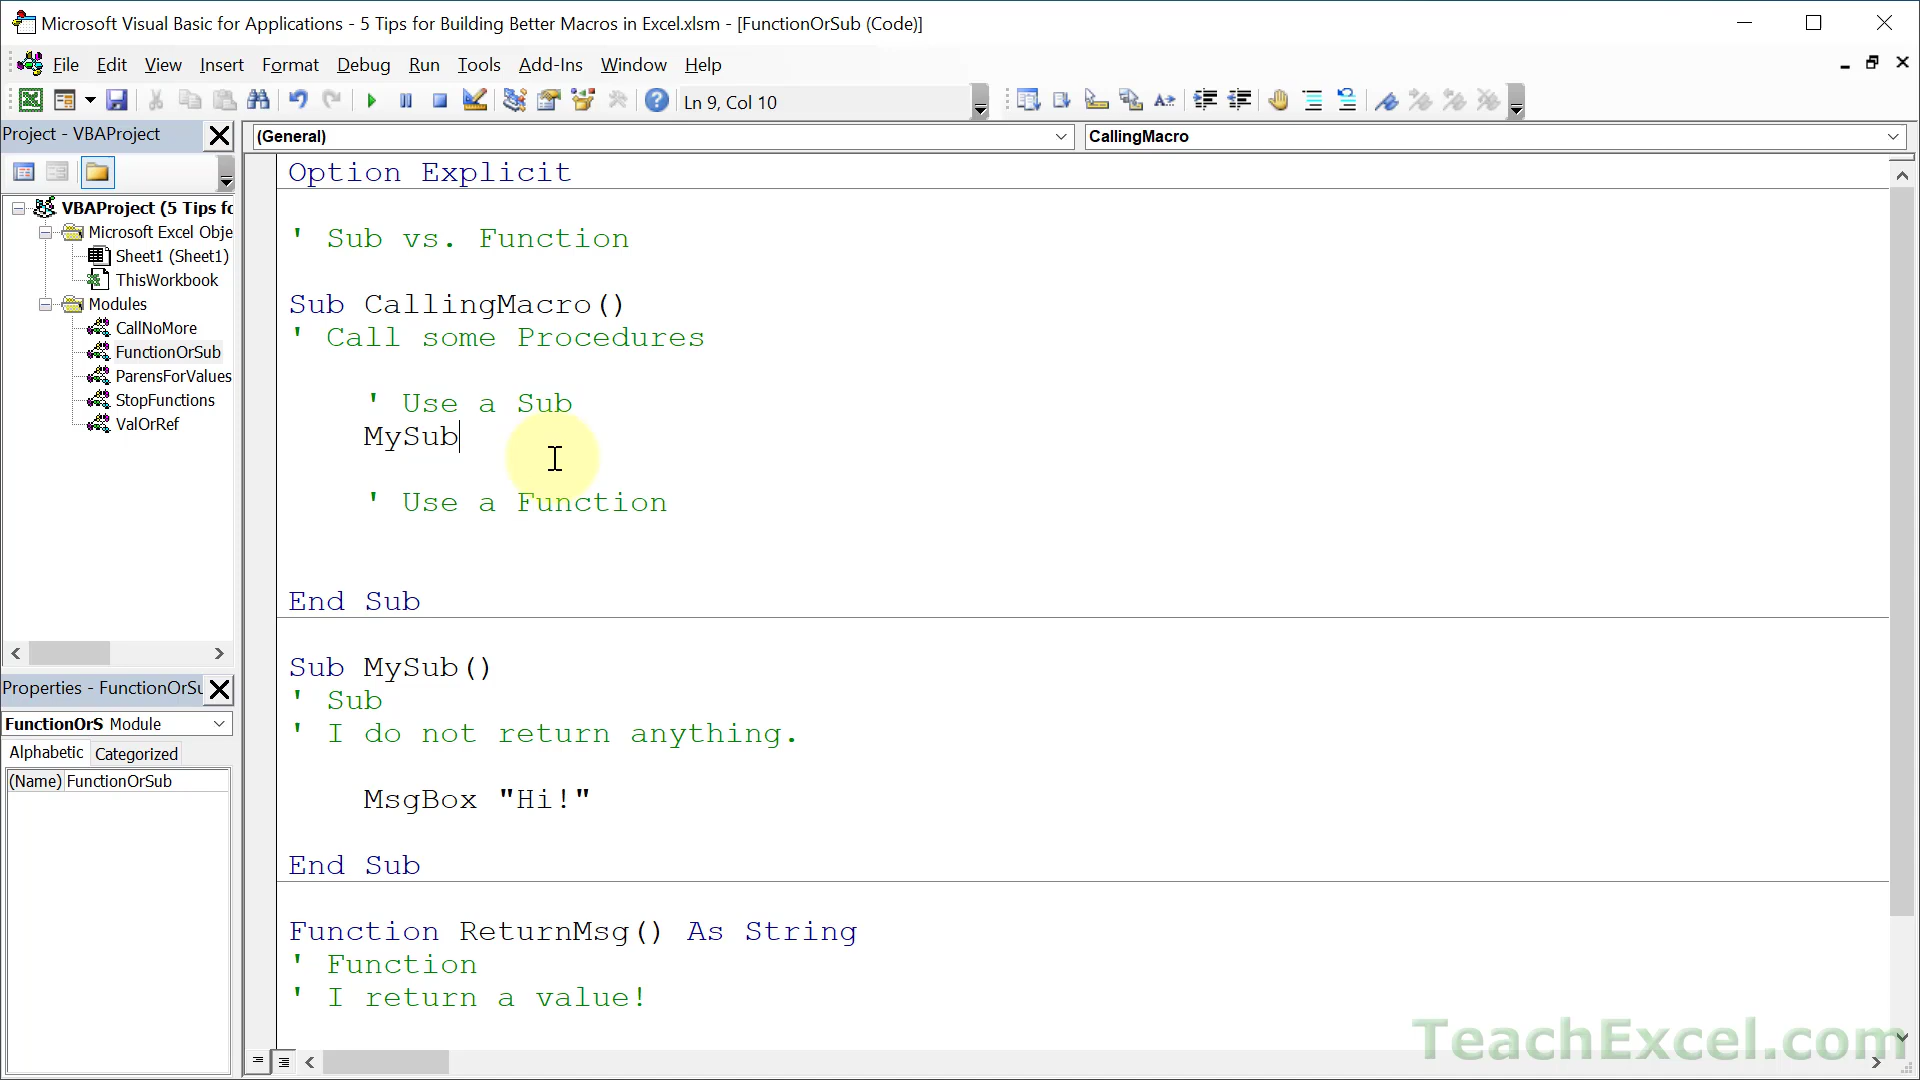 Microsoft Visual Basic for Applications - 5 Tips for Building Better Macros in Excel.xlsm - [FunctionOrSub (Code)]
File Edit View Insert Format Debug Run Tools Add-Ins Window Help
Ln 9, Col 10
Project - VBAProject
(General)
CallingMacro
VBAProject (5 Tips fo
Microsoft Excel Obje
Sheet1 (Sheet1)
ThisWorkbook
Modules
CallNoMore
FunctionOrSub
ParensForValues
StopFunctions
ValOrRef
Properties - FunctionOrSu
FunctionOrS Module
Alphabetic Categorized
(Name) FunctionOrSub
Option Explicit
' Sub vs. Function
Sub CallingMacro()
' Call some Procedures
' Use a Sub
MySub
' Use a Function
End Sub
Sub MySub()
' Sub
' I do not return anything.
MsgBox "Hi!"
End Sub
Function ReturnMsg() As String
' Function
' I return a value!
TeachExcel.com